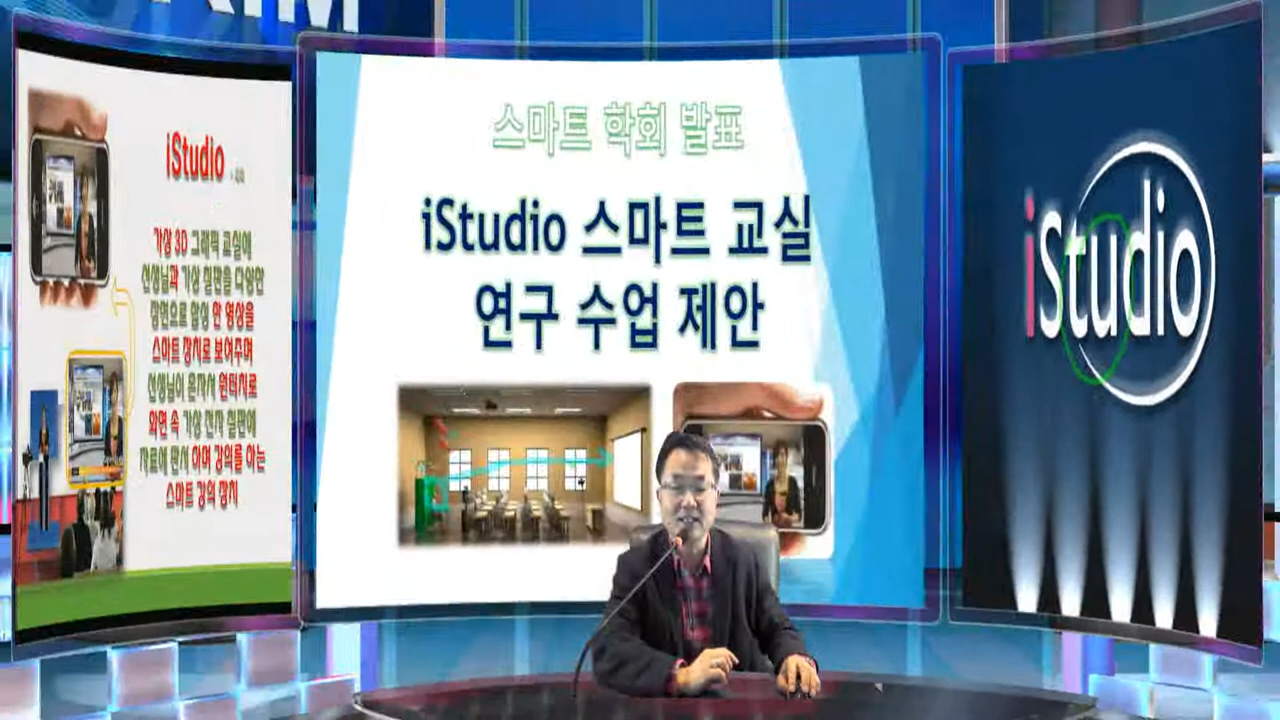 iStudio
가상 3D 그래픽 교실에
선생님과 가상 칠판을 다양한
장면으로 합성 한 영상을
스마트 장치로 보여주며
선생님이 혼자서 원터치로
화면 속 가상 전자 칠판에
자료에 판서 하며 강의를 하는
스마트 강의 장치
스마트 학회 발표
iStudio 스마트 교실
연구 수업 제안
iStudio